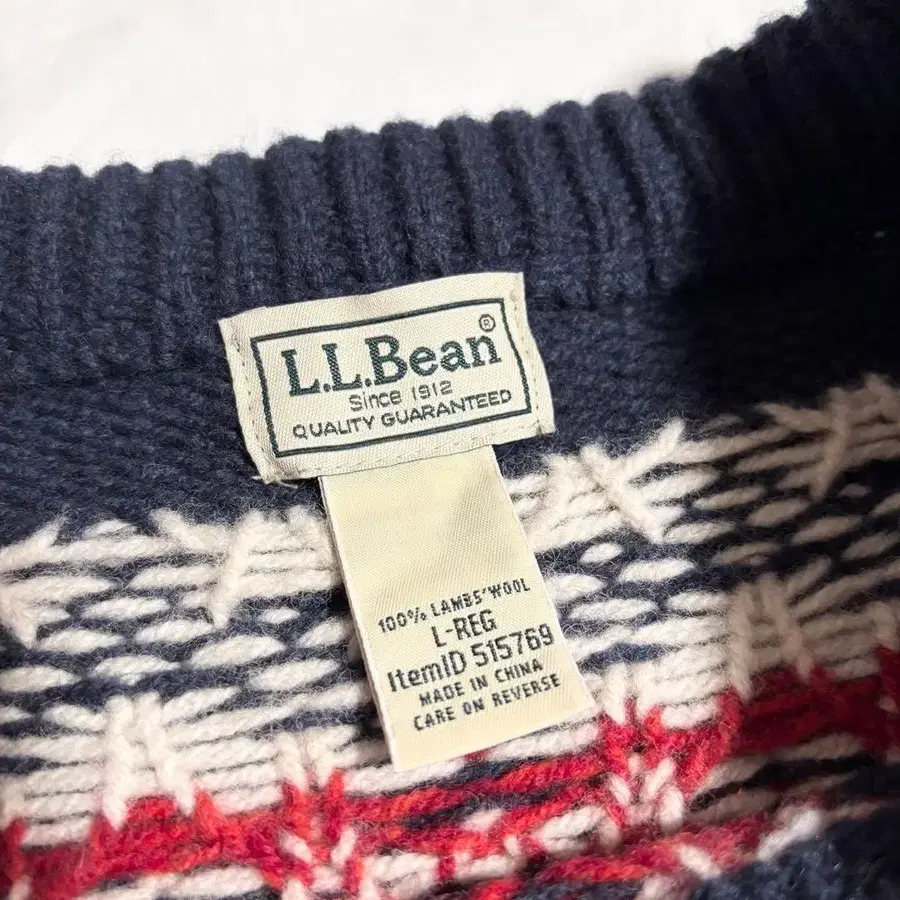 L.L.Bean®
Since 1912
QUALITY GUARANTEED
100% LAMBS' WOOL
L-REG
ItemID 515769
MADE IN CHINA
CARE ON REVERSE